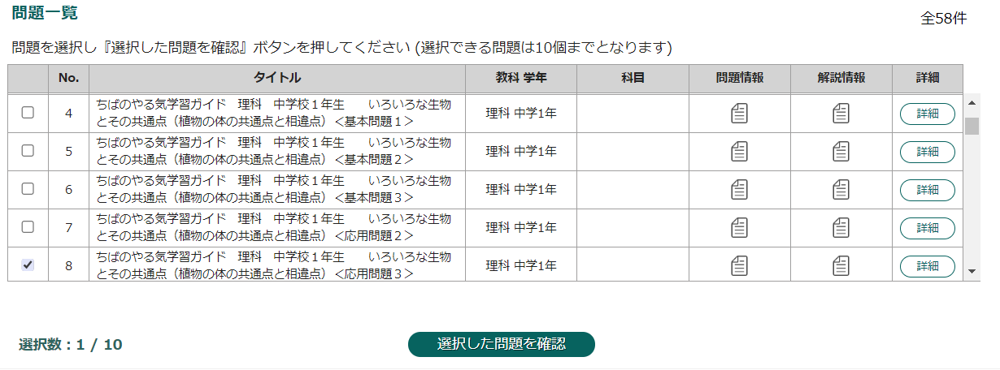 問題一覧
全58件
問題を選択し『選択した問題を確認』ボタンを押してください (選択できる問題は10個までとなります)
No. タイトル 教科 学年 科目 問題情報 解説情報 詳細
4 ちばのやる気学習ガイド　理科　中学校１年生　　いろいろな生物 理科 中学1年 詳細
とその共通点（植物の体の共通点と相違点）＜基本問題１＞
5 ちばのやる気学習ガイド　理科　中学校１年生　　いろいろな生物 理科 中学1年 詳細
とその共通点（植物の体の共通点と相違点）＜基本問題２＞
6 ちばのやる気学習ガイド　理科　中学校１年生　　いろいろな生物 理科 中学1年 詳細
とその共通点（植物の体の共通点と相違点）＜基本問題３＞
7 ちばのやる気学習ガイド　理科　中学校１年生　　いろいろな生物 理科 中学1年 詳細
とその共通点（植物の体の共通点と相違点）＜応用問題２＞
8 ちばのやる気学習ガイド　理科　中学校１年生　　いろいろな生物 理科 中学1年 詳細
とその共通点（植物の体の共通点と相違点）＜応用問題３＞
選択数：1 / 10
選択した問題を確認